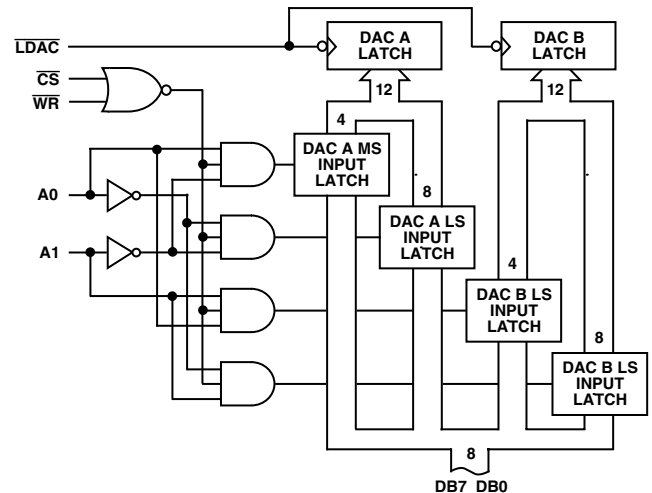 LDAC
CS
WR
A0
A1
DAC A
LATCH
DAC B
LATCH
12
12
4
DAC A MS
INPUT
LATCH
8
DAC A LS
INPUT
LATCH
4
DAC B LS
INPUT
LATCH
8
DAC B LS
INPUT
LATCH
8
DB7 DB0